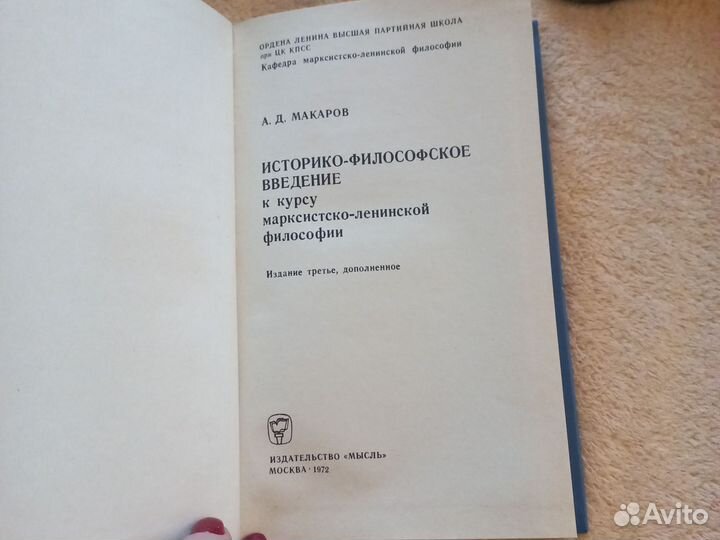 ОРДЕНА ЛЕНИНА ВЫСШАЯ ПАРТИЙНАЯ ШКОЛА
при ЦК КПСС
Кафедра марксистско-ленинской философии
А. Д. МАКАРОВ
ИСТОРИКО-ФИЛОСОФСКОЕ
ВВЕДЕНИЕ
к курсу
марксистско-ленинской
философии
Издание третье, дополненное
ИЗДАТЕЛЬСТВО «МЫСЛЬ»
МОСКВА · 1972
Avito